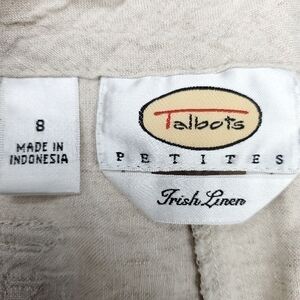 8
MADE IN
INDONESIA
Talbots
PETITES
Irish Linen